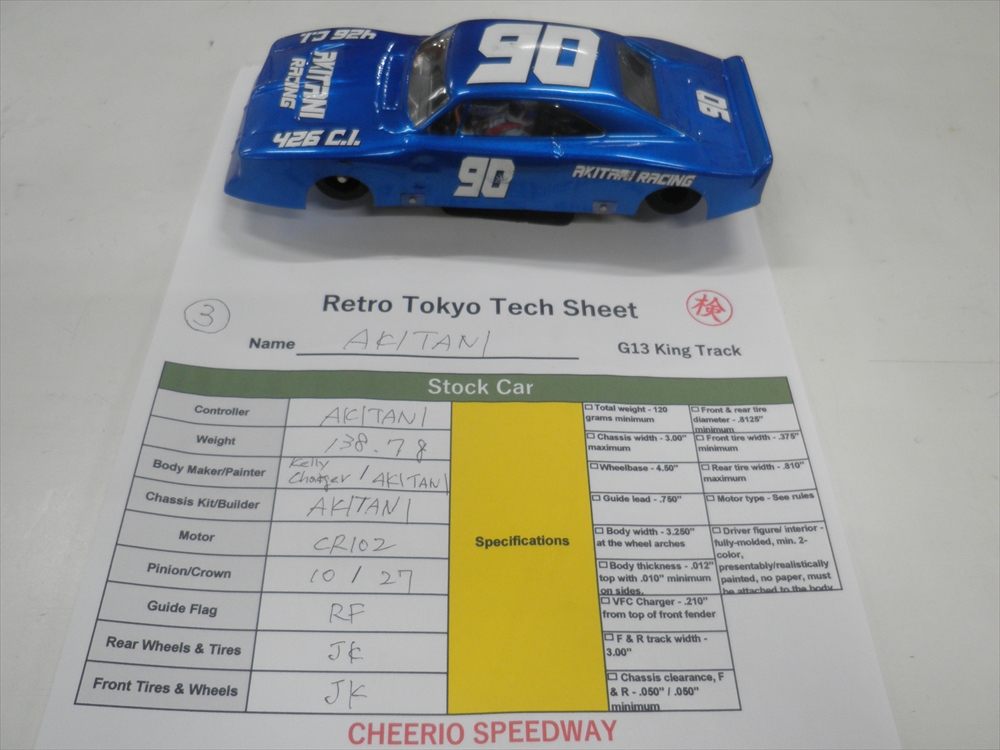 426 C.I.
AKITANI
RACING
426 C.I.
90
90
90
AKITANI RACING
Retro Tokyo Tech Sheet
検
3
Name AKITANI
G13 King Track
Stock Car
Controller AKITANI
Weight 138.7g
Body Maker/Painter Kelly Charger / AKITANI
Chassis Kit/Builder AKITANI
Motor CR102
Pinion/Crown 10 / 27
Guide Flag RF
Rear Wheels & Tires JK
Front Tires & Wheels JK
Specifications
Total weight - 120
grams minimum
Chassis width - 3.00"
maximum
Wheelbase - 4.50"
Guide lead - .750"
Body width - 3.250"
at the wheel arches
Body thickness - .012"
top with .010" minimum
on sides.
VFC Charger - .210"
from top of front fender
F & R track width -
3.00"
Chassis clearance, F
& R - .050" / .050"
minimum
Front & rear tire
diameter - .8125"
minimum
Front tire width - .375"
minimum
Rear tire width - .810"
maximum
Motor type - See rules
Driver figure/ interior -
fully-molded, min. 2-
color,
presentably/realistically
painted, no paper, must
be attached to the body
CHEERIO SPEEDWAY